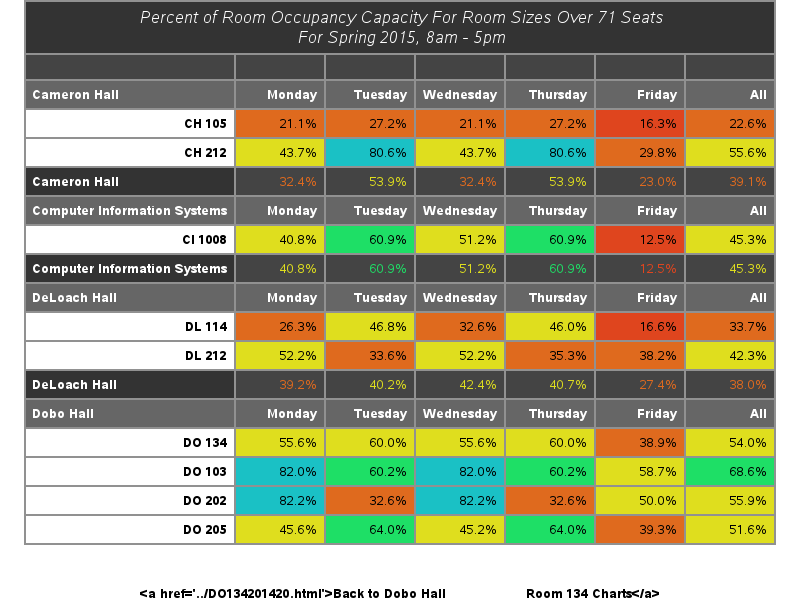 Percent of Room Occupancy Capacity For Room Sizes Over 71 Seats
For Spring 2015, 8am - 5pm
Cameron Hall Monday Tuesday Wednesday Thursday Friday All
CH 105 21.1% 27.2% 21.1% 27.2% 16.3% 22.6%
CH 212 43.7% 80.6% 43.7% 80.6% 29.8% 55.6%
Cameron Hall 32.4% 53.9% 32.4% 53.9% 23.0% 39.1%
Computer Information Systems Monday Tuesday Wednesday Thursday Friday All
CI 1008 40.8% 60.9% 51.2% 60.9% 12.5% 45.3%
Computer Information Systems 40.8% 60.9% 51.2% 60.9% 12.5% 45.3%
DeLoach Hall Monday Tuesday Wednesday Thursday Friday All
DL 114 26.3% 46.8% 32.6% 46.0% 16.6% 33.7%
DL 212 52.2% 33.6% 52.2% 35.3% 38.2% 42.3%
DeLoach Hall 39.2% 40.2% 42.4% 40.7% 27.4% 38.0%
Dobo Hall Monday Tuesday Wednesday Thursday Friday All
DO 134 55.6% 60.0% 55.6% 60.0% 38.9% 54.0%
DO 103 82.0% 60.2% 82.0% 60.2% 58.7% 68.6%
DO 202 82.2% 32.6% 82.2% 32.6% 50.0% 55.9%
DO 205 45.6% 64.0% 45.2% 64.0% 39.3% 51.6%
<a href='../DO134201420.html'>Back to Dobo Hall Room 134 Charts</a>